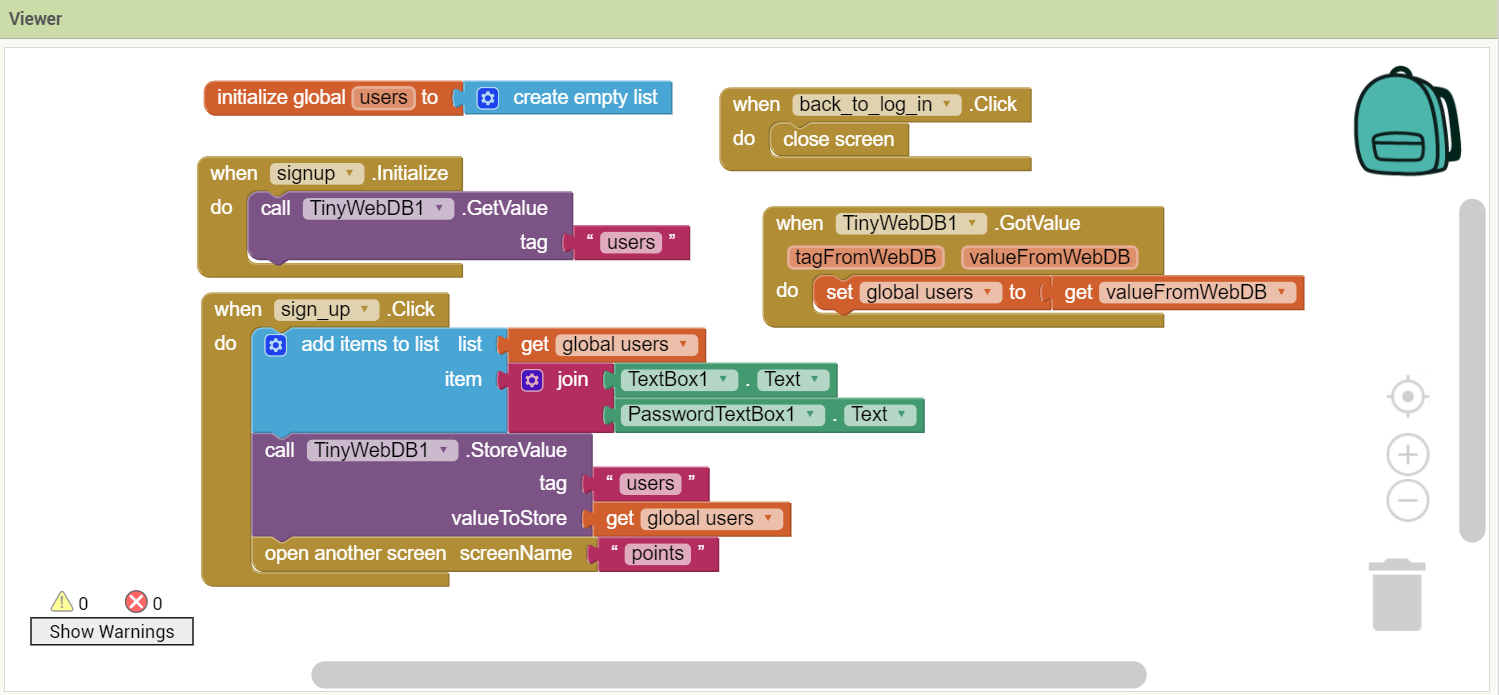 Viewer
initialize global users to create empty list
when signup .Initialize
do call TinyWebDB1 .GetValue
tag “ users ”
when sign_up .Click
do add items to list list get global users
item join TextBox1 . Text
PasswordTextBox1 . Text
call TinyWebDB1 .StoreValue
tag “ users ”
valueToStore get global users
open another screen screenName “ points ”
when back_to_log_in .Click
do close screen
when TinyWebDB1 .GotValue
tagFromWebDB valueFromWebDB
do set global users to get valueFromWebDB
0 0
Show Warnings